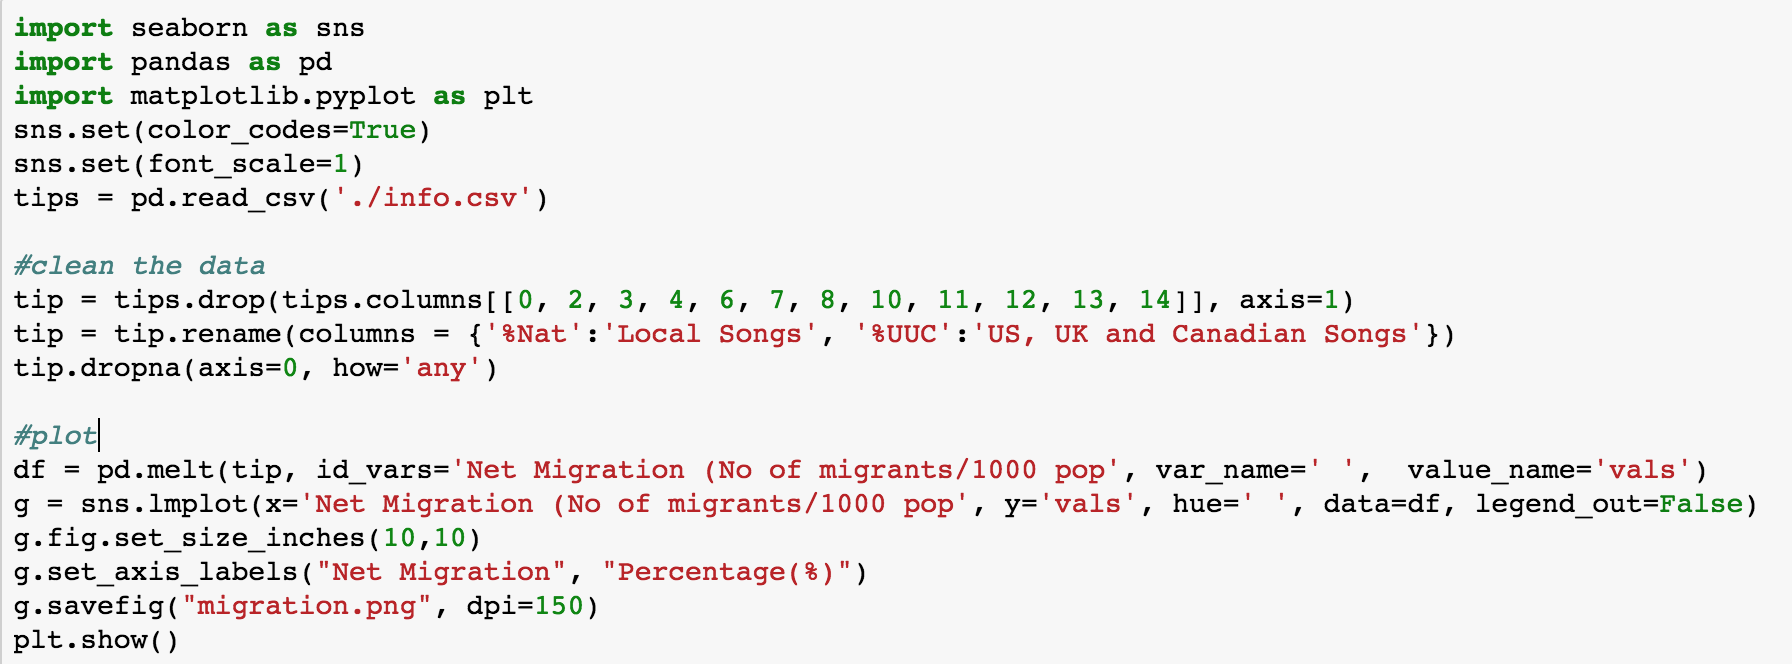 import seaborn as sns
import pandas as pd
import matplotlib.pyplot as plt
sns.set(color_codes=True)
sns.set(font_scale=1)
tips = pd.read_csv('./info.csv')
#clean the data
tip = tips.drop(tips.columns[[0, 2, 3, 4, 6, 7, 8, 10, 11, 12, 13, 14]], axis=1)
tip = tip.rename(columns = {'%Nat':'Local Songs', '%UUC':'US, UK and Canadian Songs'})
tip.dropna(axis=0, how='any')
#plot
df = pd.melt(tip, id_vars='Net Migration (No of migrants/1000 pop', var_name=' ',  value_name='vals')
g = sns.lmplot(x='Net Migration (No of migrants/1000 pop', y='vals', hue=' ', data=df, legend_out=False)
g.fig.set_size_inches(10,10)
g.set_axis_labels("Net Migration", "Percentage(%)")
g.savefig("migration.png", dpi=150)
plt.show()